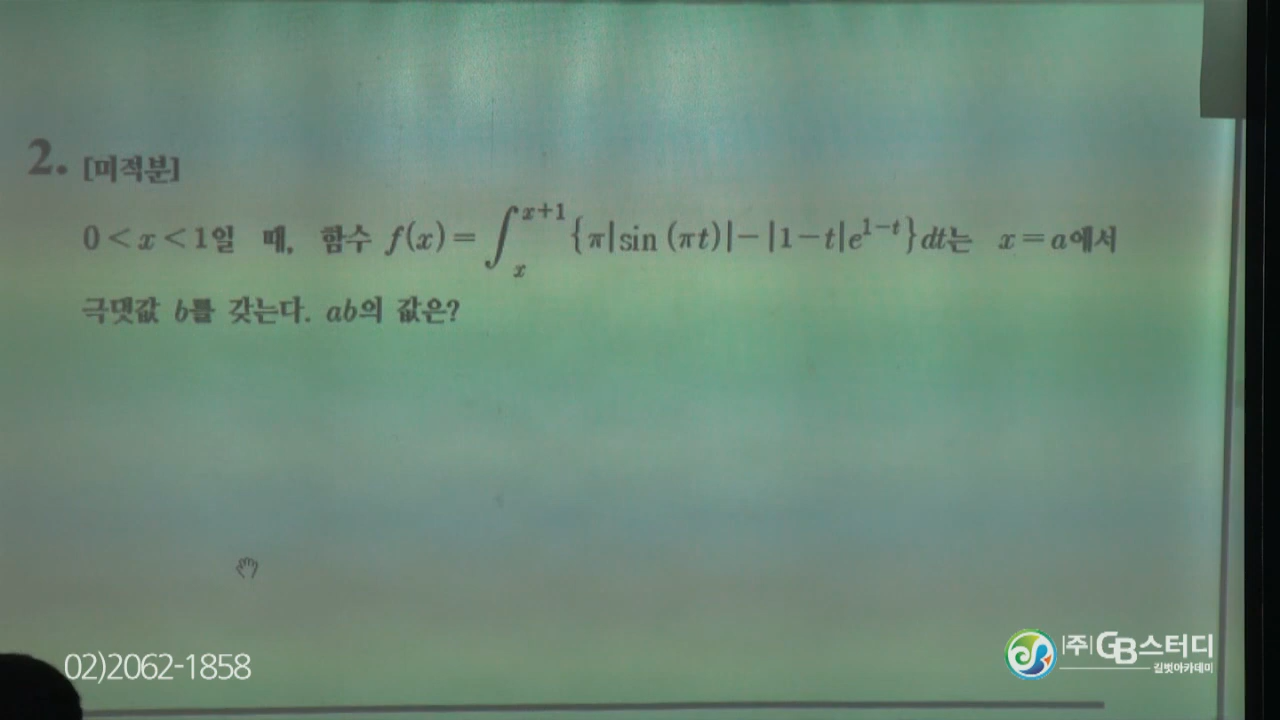 2. [미적분]
0 < x < 1일 때, 함수 f(x) = ∫_x^{x+1} {π|sin (πt)| − |1−t|e^{1−t}}dt는 x = a에서
극댓값 b를 갖는다. ab의 값은?
02)2062-1858
|주|GB스터디
길벗아카데미